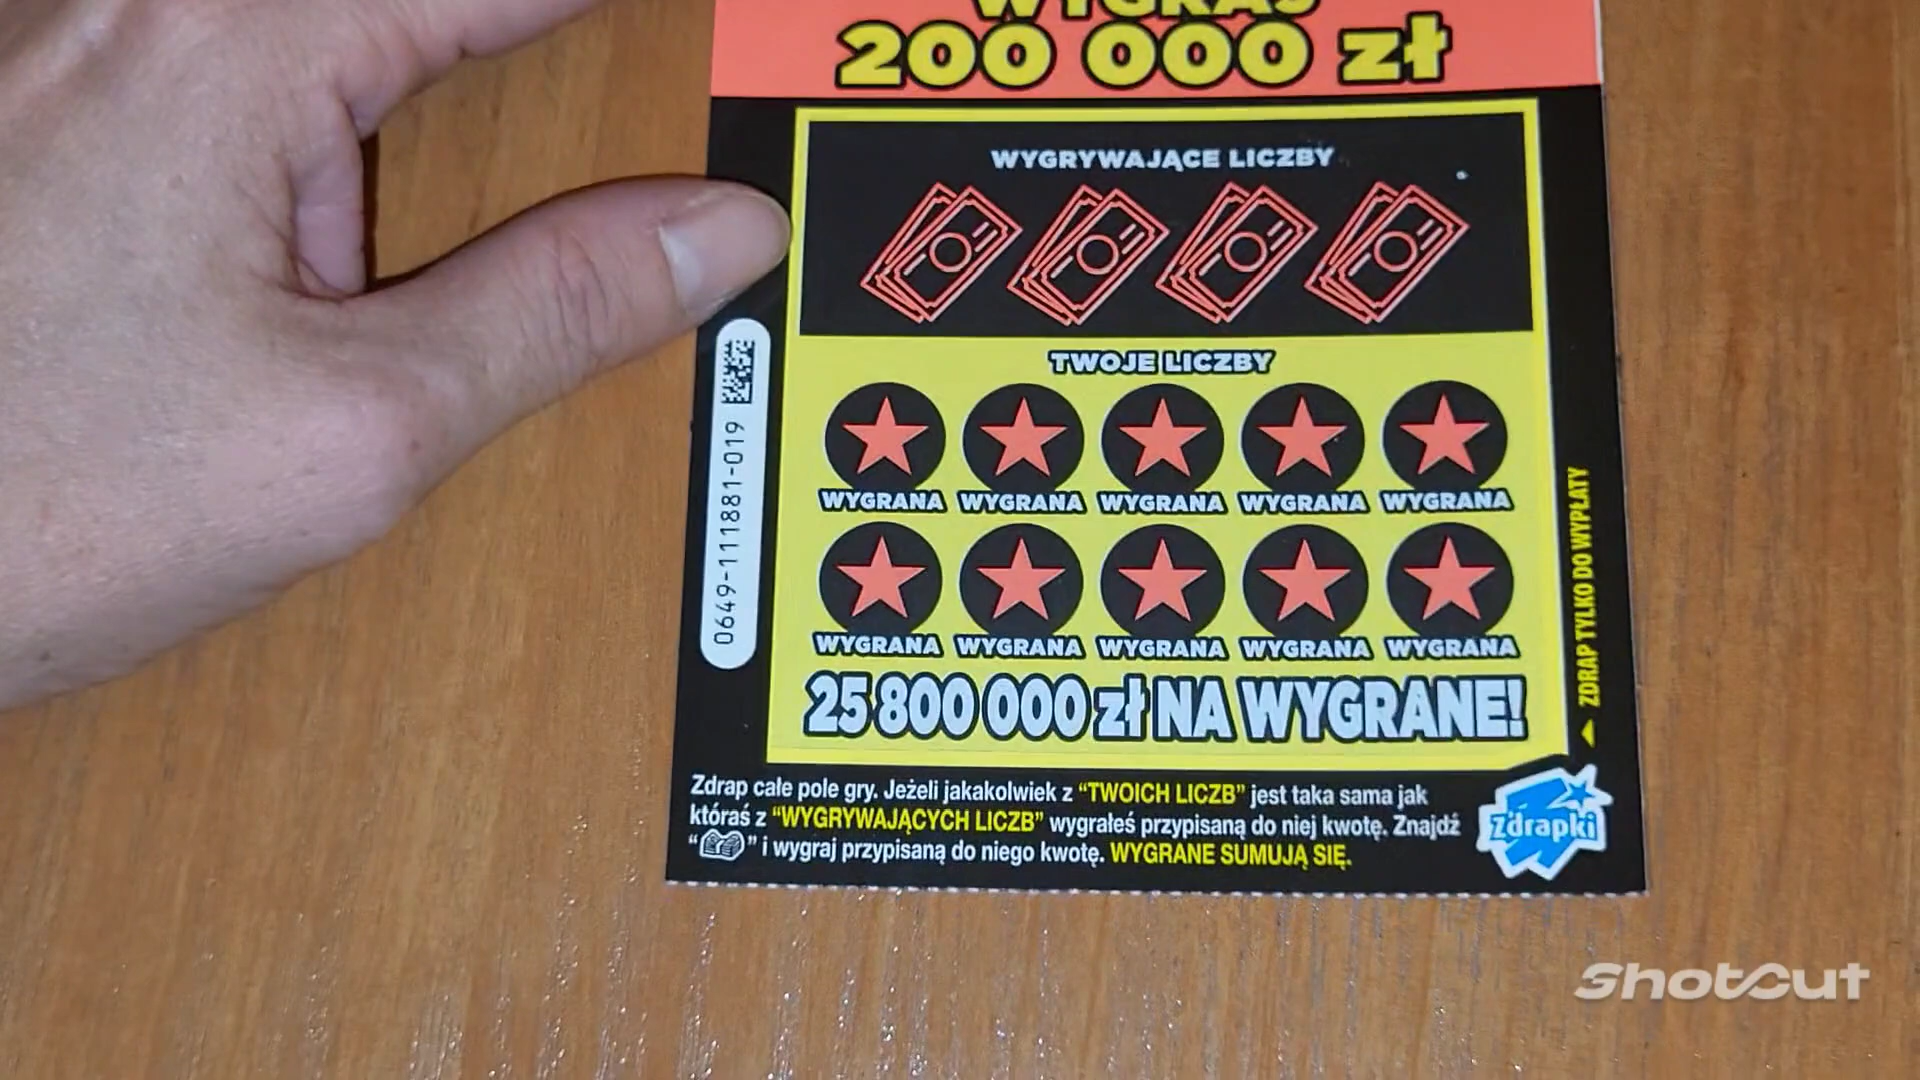 WYGRAJ
200 000 zł
WYGRYWAJĄCE LICZBY
TWOJE LICZBY
WYGRANA WYGRANA WYGRANA WYGRANA WYGRANA
WYGRANA WYGRANA WYGRANA WYGRANA WYGRANA
25 800 000 zł NA WYGRANE!
0649-1111881-019
ZDRAP TYLKO DO WYPŁATY
Zdrap całe pole gry. Jeżeli jakakolwiek z “TWOICH LICZB” jest taka sama jak
któraś z “WYGRYWAJĄCYCH LICZB” wygrałeś przypisaną do niej kwotę. Znajdź
“ ” i wygraj przypisaną do niego kwotę. WYGRANE SUMUJĄ SIĘ.
Zdrapki
ShotCut